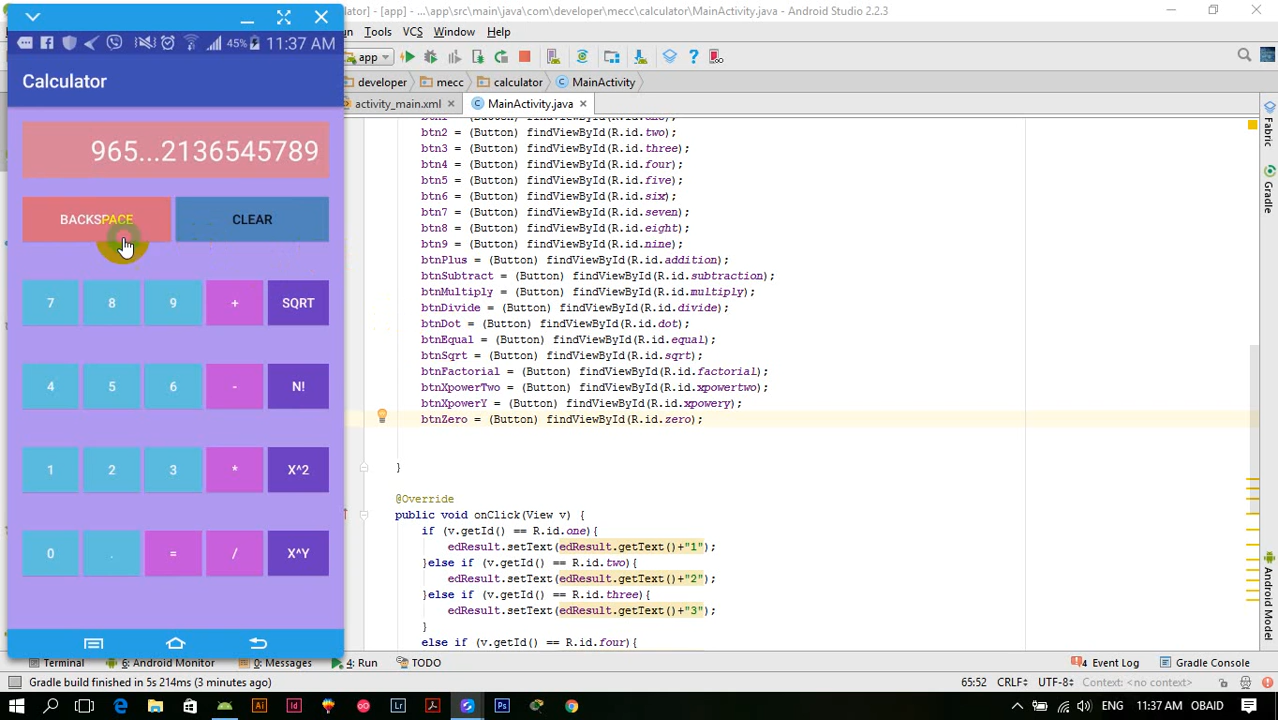 ] - [app] - ...\app\src\main\java\com\developer\mecc\calculator\MainActivity.java - Android Studio 2.2.3
Tools VCS Window Help
app
developer mecc calculator MainActivity
activity_main.xml MainActivity.java
45% 11:37 AM
Calculator
965...2136545789
BACKSPACE CLEAR
7 8 9 + SQRT
4 5 6 - N!
1 2 3 * X^2
0 . = / X^Y
btn2 = (Button) findViewById(R.id.two);
btn3 = (Button) findViewById(R.id.three);
btn4 = (Button) findViewById(R.id.four);
btn5 = (Button) findViewById(R.id.five);
btn6 = (Button) findViewById(R.id.six);
btn7 = (Button) findViewById(R.id.seven);
btn8 = (Button) findViewById(R.id.eight);
btn9 = (Button) findViewById(R.id.nine);
btnPlus = (Button) findViewById(R.id.addition);
btnSubtract = (Button) findViewById(R.id.subtraction);
btnMultiply = (Button) findViewById(R.id.multiply);
btnDivide = (Button) findViewById(R.id.divide);
btnDot = (Button) findViewById(R.id.dot);
btnEqual = (Button) findViewById(R.id.equal);
btnSqrt = (Button) findViewById(R.id.sqrt);
btnFactorial = (Button) findViewById(R.id.factorial);
btnXpowerTwo = (Button) findViewById(R.id.xpowertwo);
btnXpowerY = (Button) findViewById(R.id.xpowery);
btnZero = (Button) findViewById(R.id.zero);
}
@Override
public void onClick(View v) {
if (v.getId() == R.id.one){
edResult.setText(edResult.getText()+"1");
}else if (v.getId() == R.id.two){
edResult.setText(edResult.getText()+"2");
}else if (v.getId() == R.id.three){
edResult.setText(edResult.getText()+"3");
}
else if (v.getId() == R.id.four){
Fabric
Gradle
Android Model
Terminal 6: Android Monitor 0: Messages 4: Run TODO 4 Event Log Gradle Console
Gradle build finished in 5s 214ms (3 minutes ago) 65:52 CRLF UTF-8 Context: <no context>
Ai Id Lr Ps OBAID 11:37 AM